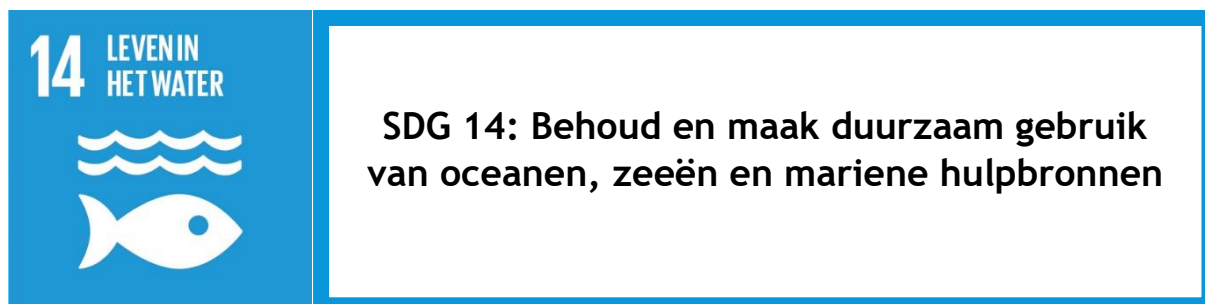 14 LEVEN IN
HET WATER
SDG 14: Behoud en maak duurzaam gebruik
van oceanen, zeeën en mariene hulpbronnen